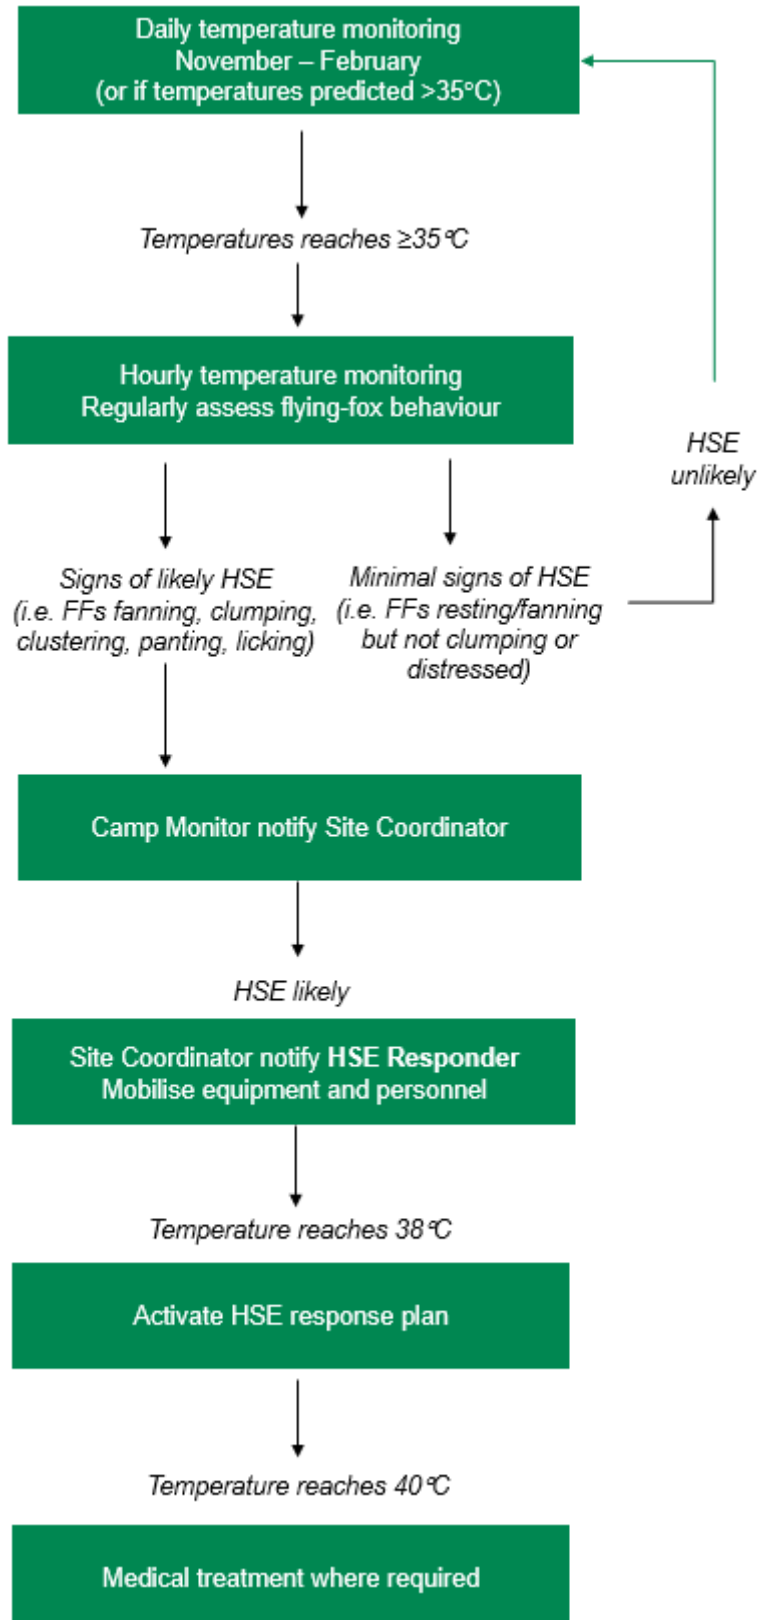 Daily temperature monitoring
November – February
(or if temperatures predicted >35°C)
Temperatures reaches ≥35°C
Hourly temperature monitoring
Regularly assess flying-fox behaviour
HSE
unlikely
Signs of likely HSE
(i.e. FFs fanning, clumping,
clustering, panting, licking)
Minimal signs of HSE
(i.e. FFs resting/fanning
but not clumping or
distressed)
Camp Monitor notify Site Coordinator
HSE likely
Site Coordinator notify HSE Responder
Mobilise equipment and personnel
Temperature reaches 38°C
Activate HSE response plan
Temperature reaches 40°C
Medical treatment where required